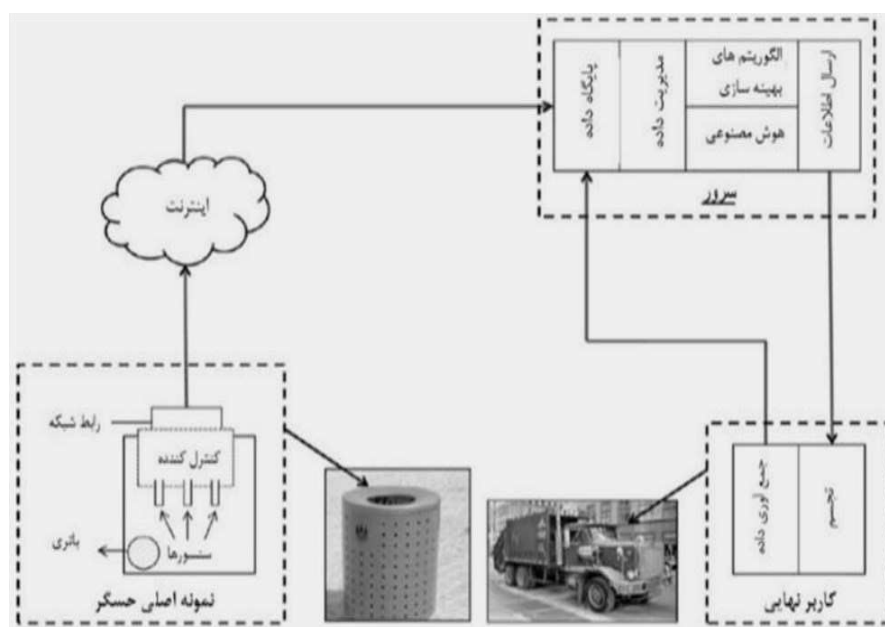 پایگاه داده
مدیریت داده
الگوریتم های
بهینه سازی
هوش مصنوعی
ارسال اطلاعات
سرور
اینترنت
رابط شبکه
کنترل کننده
سنسورها
باتری
نمونه اصلی حسگر
جمع آوری داده
تجسم
کاربر نهایی